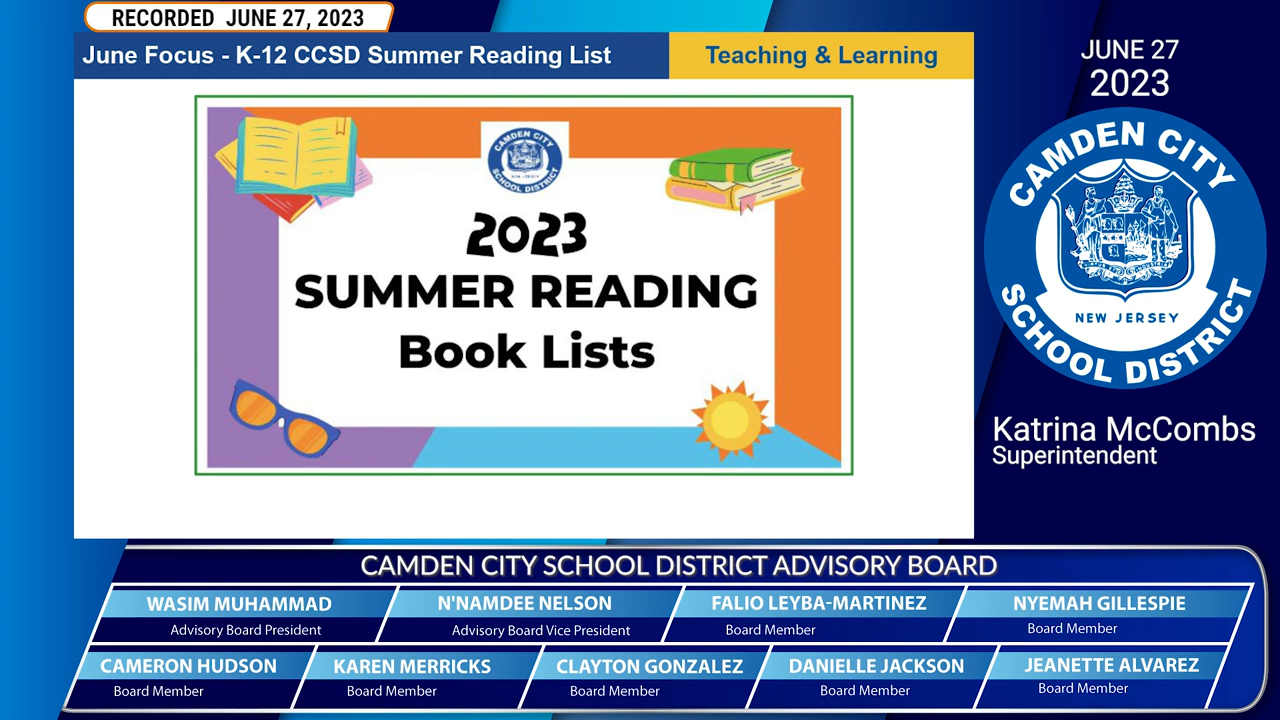 RECORDED JUNE 27, 2023
June Focus - K-12 CCSD Summer Reading List
Teaching & Learning
CAMDEN CITY
SCHOOL DISTRICT
NEW JERSEY
2023
SUMMER READING
Book Lists
JUNE 27
2023
CAMDEN CITY
SCHOOL DISTRICT
NEW JERSEY
Katrina McCombs
Superintendent
CAMDEN CITY SCHOOL DISTRICT ADVISORY BOARD
WASIM MUHAMMAD
Advisory Board President
N'NAMDEE NELSON
Advisory Board Vice President
FALIO LEYBA-MARTINEZ
Board Member
NYEMAH GILLESPIE
Board Member
CAMERON HUDSON
Board Member
KAREN MERRICKS
Board Member
CLAYTON GONZALEZ
Board Member
DANIELLE JACKSON
Board Member
JEANETTE ALVAREZ
Board Member